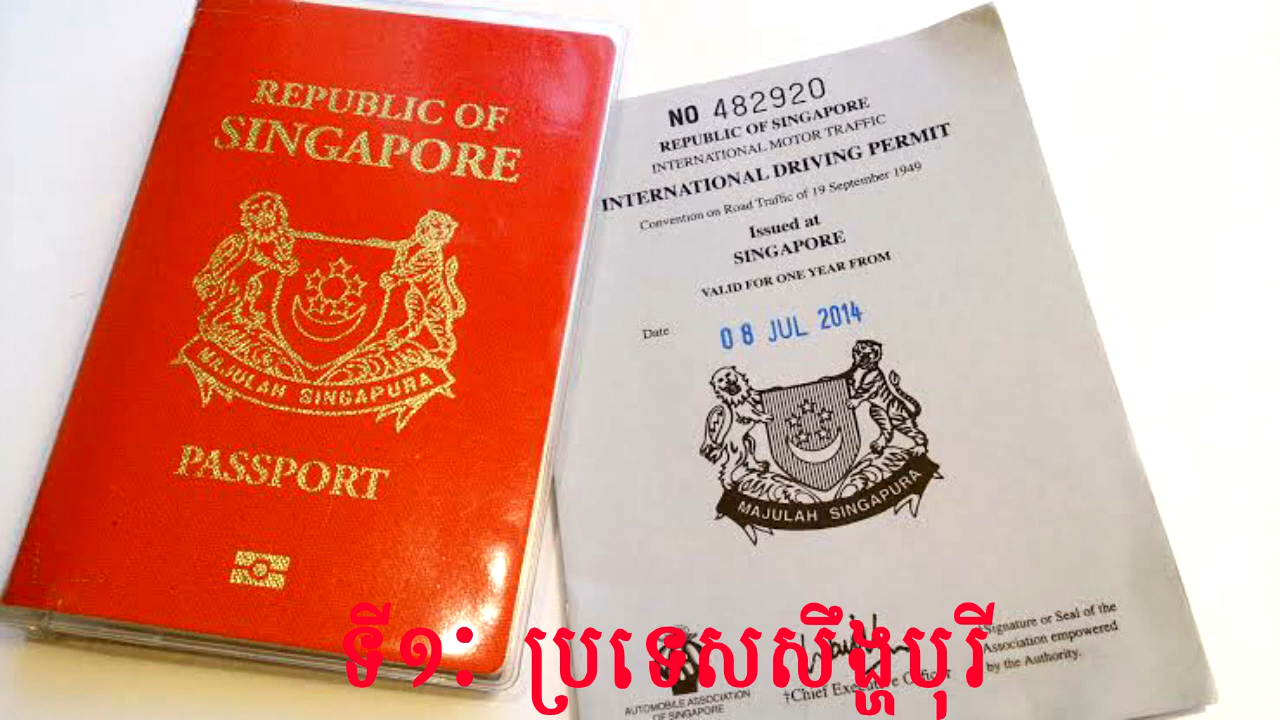 REPUBLIC OF
SINGAPORE
MAJULAH SINGAPURA
PASSPORT
NO 482920
REPUBLIC OF SINGAPORE
INTERNATIONAL MOTOR TRAFFIC
INTERNATIONAL DRIVING PERMIT
Convention on Road Traffic of 19 September 1949
Issued at
SINGAPORE
VALID FOR ONE YEAR FROM
Date 08 JUL 2014
MAJULAH SINGAPURA
Signature or Seal of the
Association empowered
by the Authority.
†Chief Executive Officer
AUTOMOBILE ASSOCIATION
OF SINGAPORE
ទី១: ប្រទេសសឹង្ហបុរី